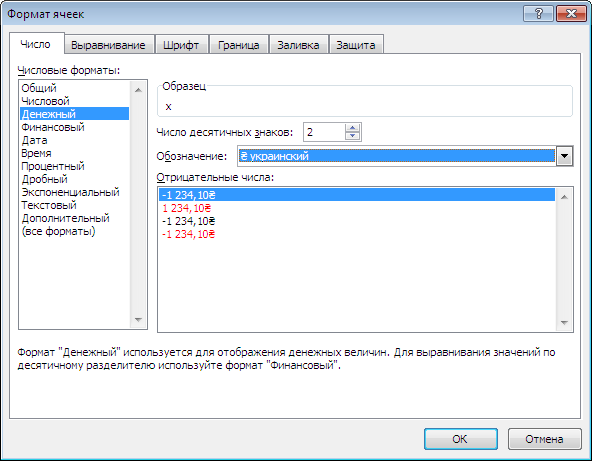 Формат ячеек
Число Выравнивание Шрифт Граница Заливка Защита
Числовые форматы:
Общий
Числовой
Денежный
Финансовый
Дата
Время
Процентный
Дробный
Экспоненциальный
Текстовый
Дополнительный
(все форматы)
Образец
x
Число десятичных знаков: 2
Обозначение: ₴ украинский
Отрицательные числа:
-1 234,10₴
1 234,10₴
-1 234,10₴
-1 234,10₴
Формат "Денежный" используется для отображения денежных величин. Для выравнивания значений по
десятичному разделителю используйте формат "Финансовый".
ОК Отмена